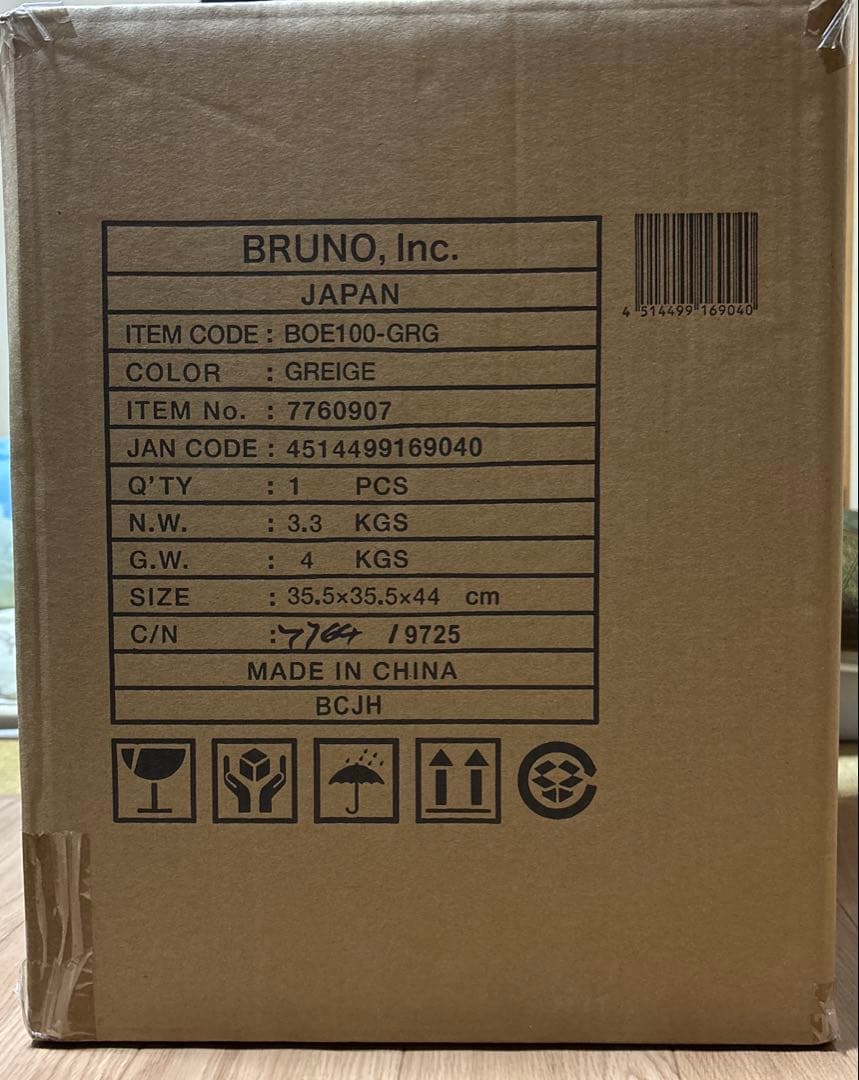 BRUNO, Inc.
JAPAN
ITEM CODE : BOE100-GRG
COLOR : GREIGE
ITEM No. : 7760907
JAN CODE : 4514499169040
Q'TY : 1 PCS
N.W. : 3.3 KGS
G.W. : 4 KGS
SIZE : 35.5×35.5×44 cm
C/N : 7764 / 9725
MADE IN CHINA
BCJH
4 514499 169040